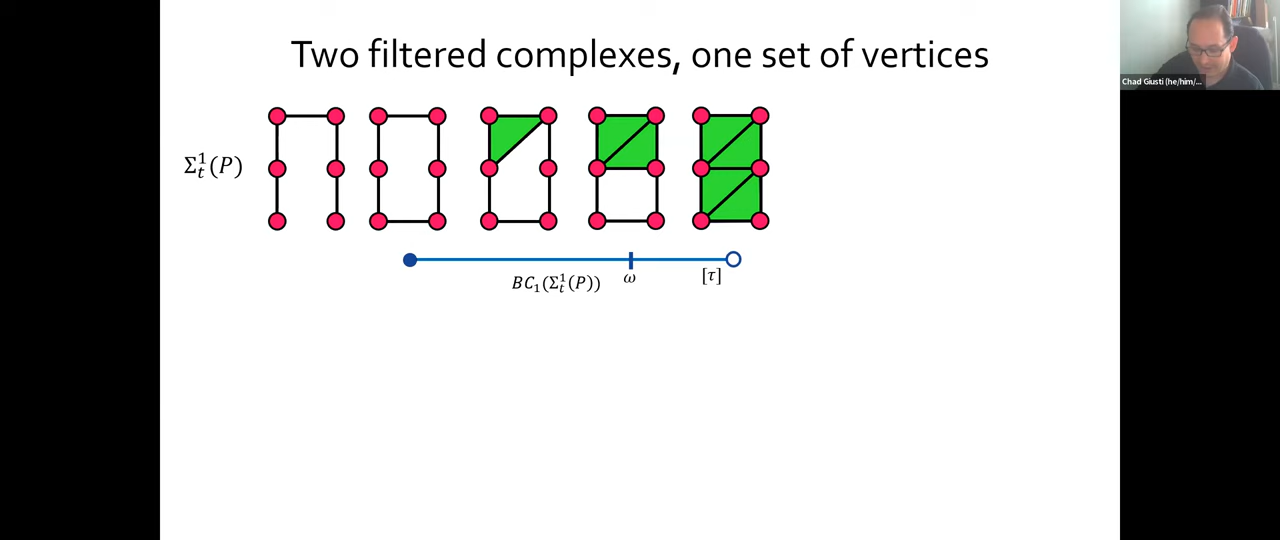 Two filtered complexes, one set of vertices
Chad Giusti (he/him/...
Σ¹ₜ(P)
BC₁(Σ¹ₜ(P))
ω
[τ]